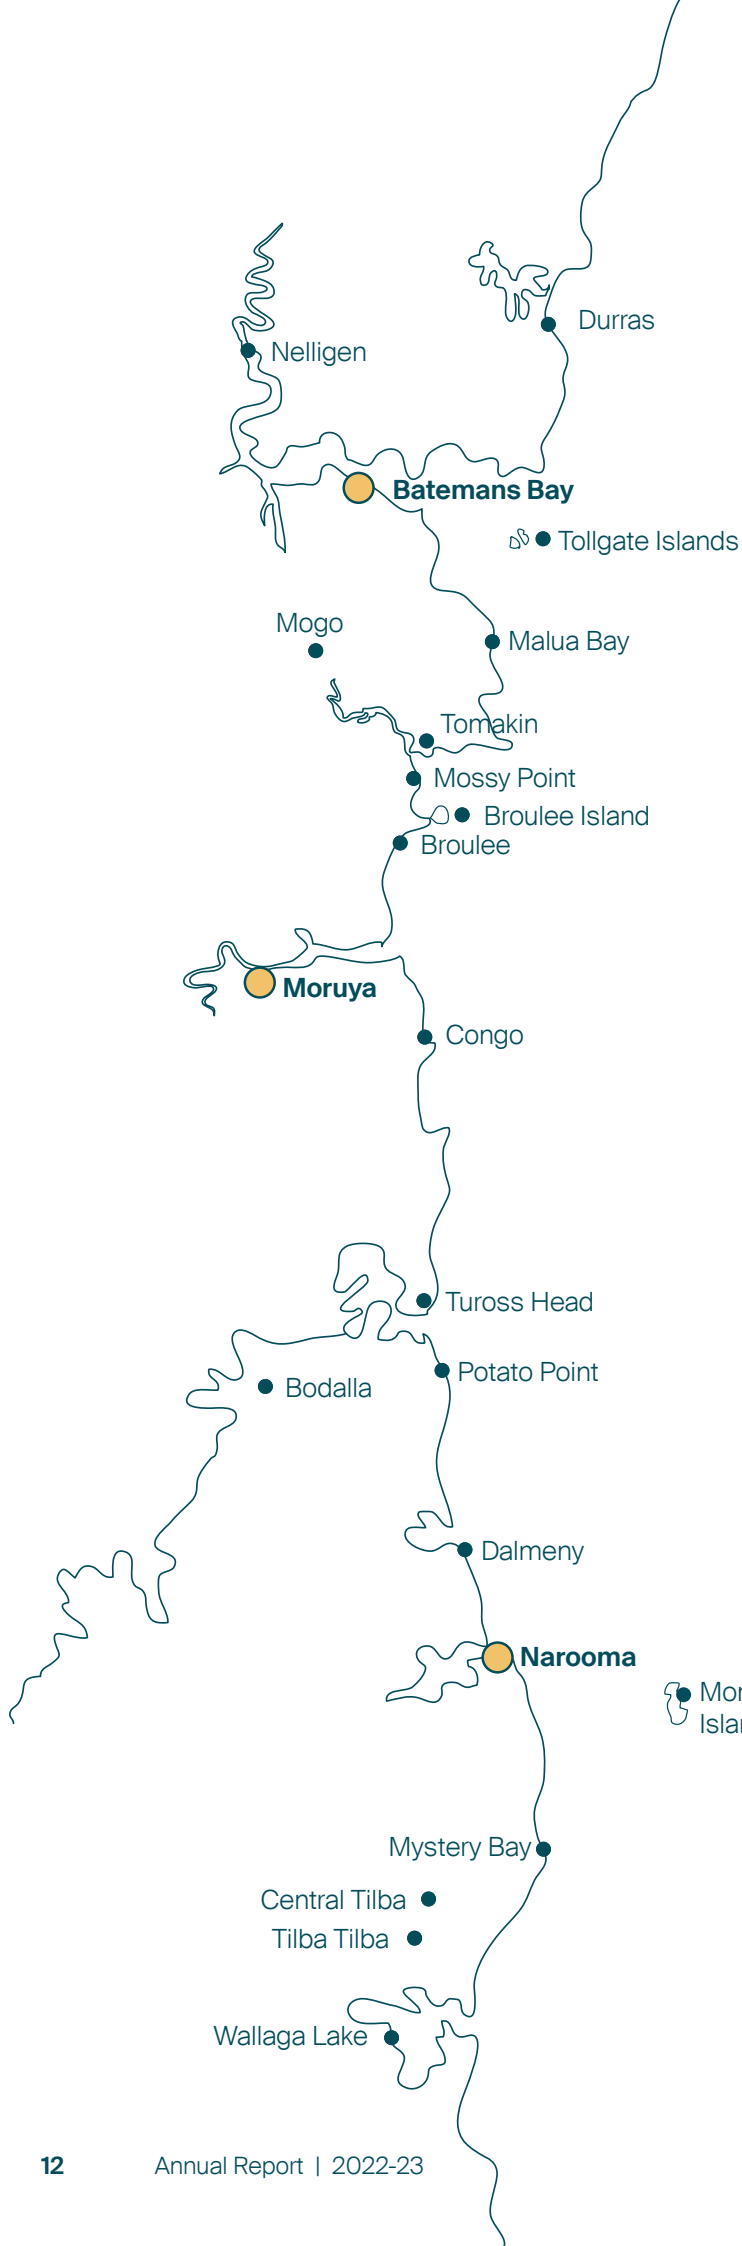 Durras
Nelligen
Batemans Bay
Tollgate Islands
Mogo
Malua Bay
Tomakin
Mossy Point
Broulee Island
Broulee
Moruya
Congo
Tuross Head
Potato Point
Bodalla
Dalmeny
Narooma
Mystery Bay
Central Tilba
Tilba Tilba
Wallaga Lake
12 Annual Report | 2022-23